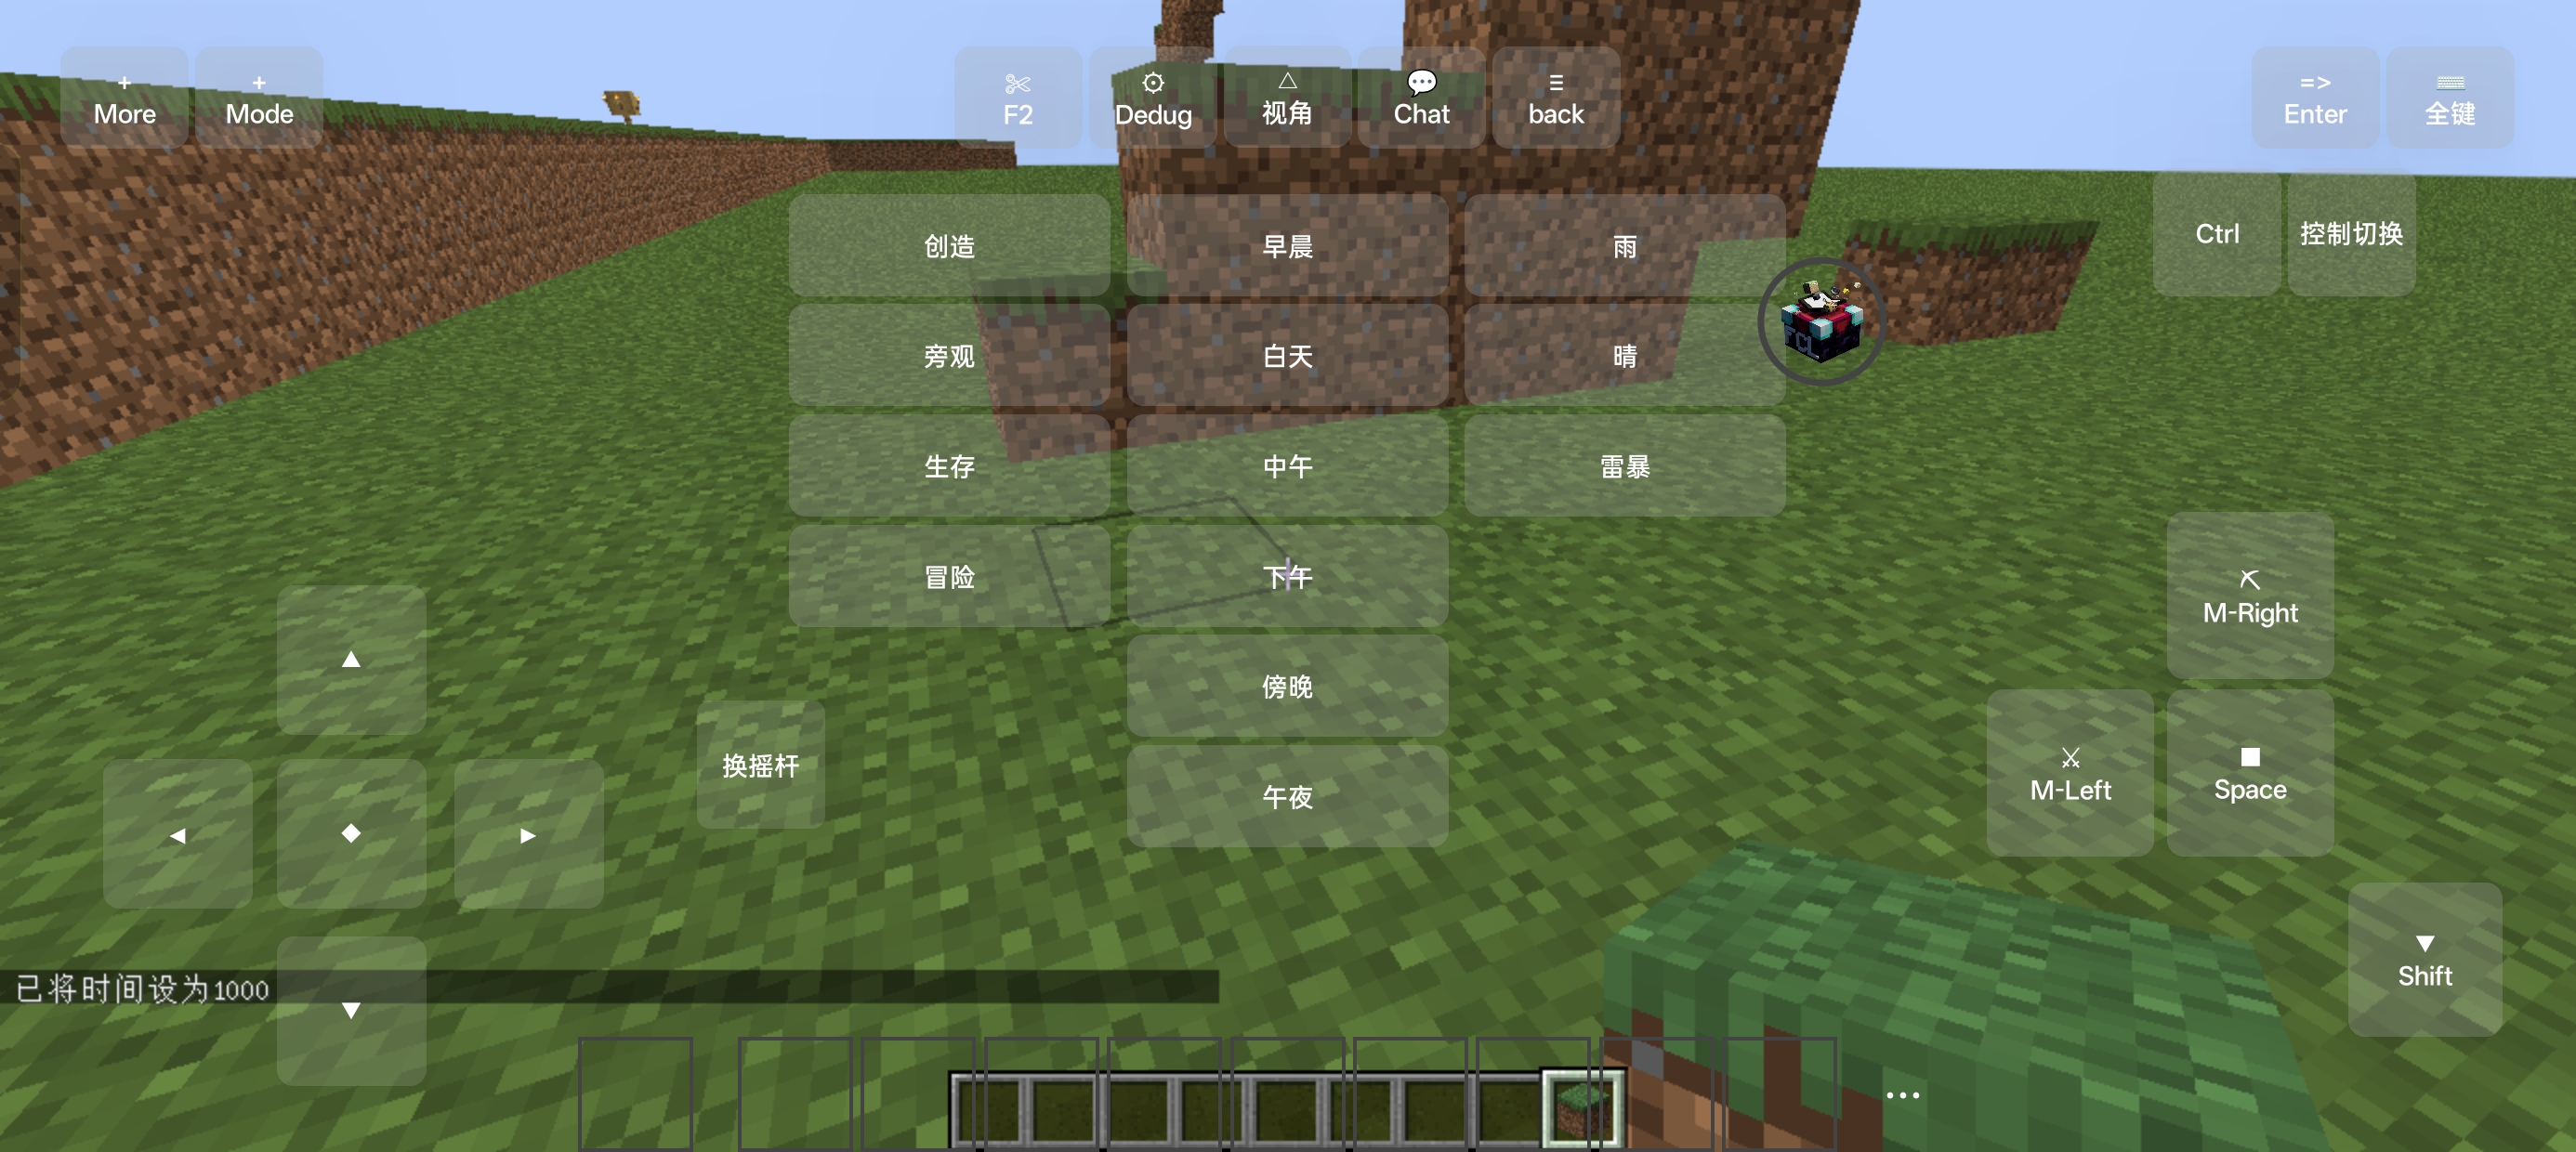 More
Mode
F2
Dedug
视角
Chat
back
=>
Enter
全键
Ctrl
控制切换
创造
早晨
雨
旁观
白天
晴
FCL
生存
中午
雷暴
冒险
下午
M-Right
傍晚
换摇杆
M-Left
Space
午夜
Shift
已将时间设为1000
...